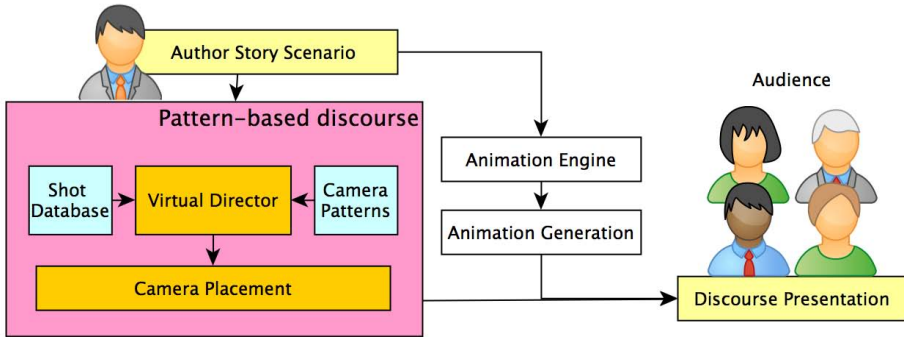 Author Story Scenario
Audience
Pattern-based discourse
Animation Engine
Shot
Database
Virtual Director
Camera
Patterns
Animation Generation
Camera Placement
Discourse Presentation